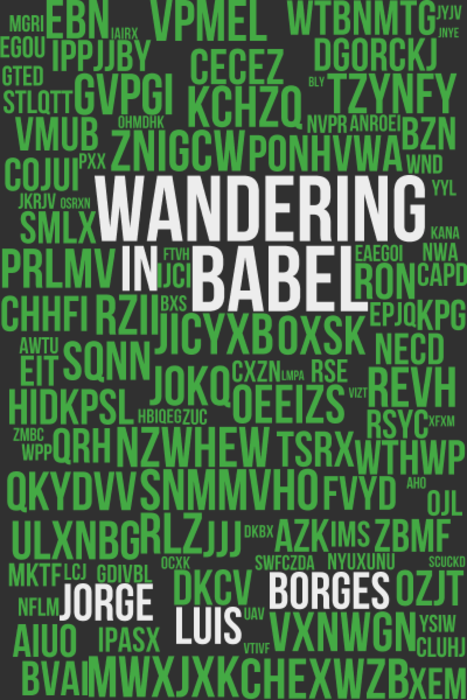 MGRI EBN IAIRX VPMEL WTBNMTG JYJV
EGOU IPPJJBY JNYE
GTED CECEZ DGORCKJ
STLQTT GVPGI KCHZQ BLY TZYNFY
VMUB OHMDHK NVPR ANROEI BZN
PXX ZNIGCW PONHVWA WND
COJUI YYL
JKRJV OSRXN WANDERING
SMLX KANA
PRLMV IN FTVH BABEL EAEGOI NWA
IJCI RON CAPD
CHHFI RZII BXS EPJQ KPG
JICYXB OXSK
AWTU SQNN NECD
EIT CXZN LMPA RSE
JOKQ OEEIZS VIZT REVH
HIDKPSL HBIQEG ZUC RSYC XFXM
ZMBC QRH NZWHEW TSRX
WPP WTHWP
QKYDVV SNMMVHO FVYD AHO
OJL
ULXNBG RLZ JJJ DKBX AZK IMS ZBMF
OCXK SWFCZDA NYUXUNU SCUCKD
MKTF LCJ GDIVBL DKCV BORGES OZJT
NFLM JORGE LUIS UAV VXNWGN YSIW
AIUO IPASX VTIVF CLUHJ
BVAI MWXJXK CHEXWZB XEM